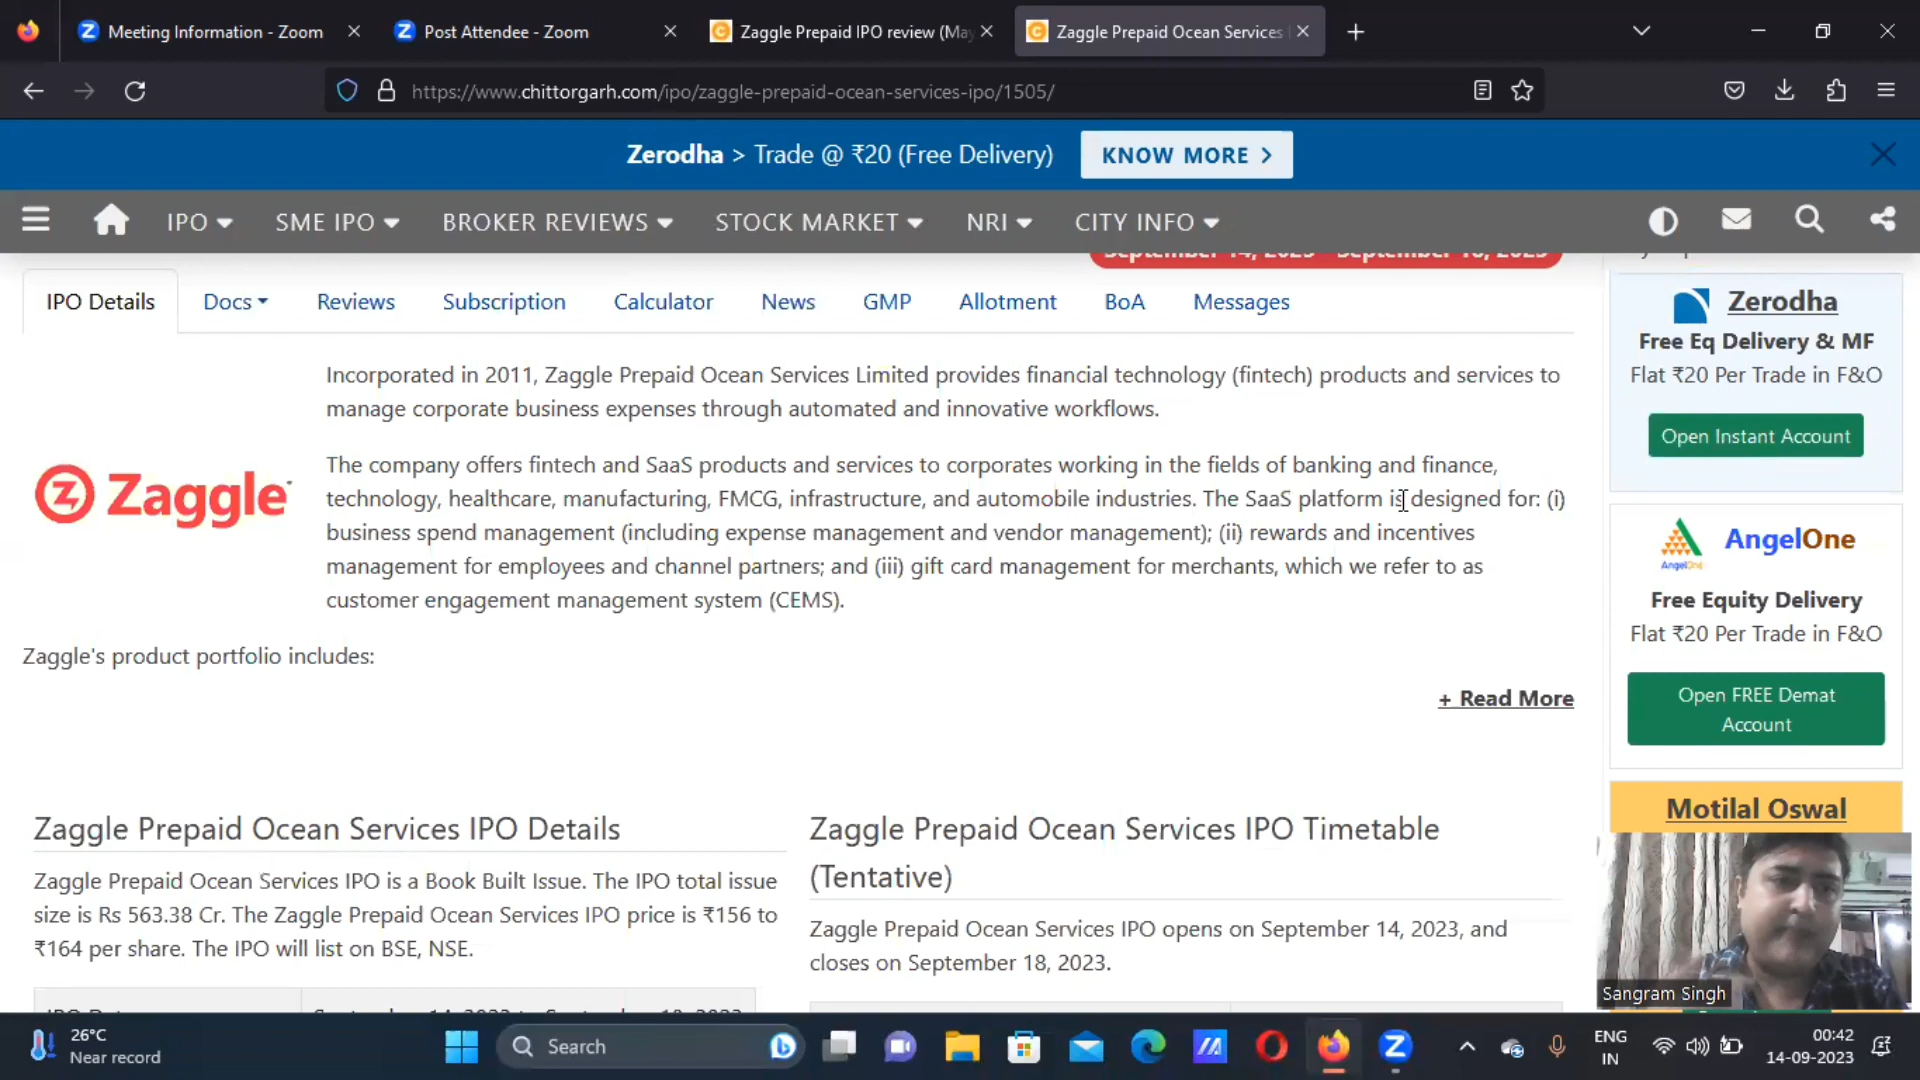 Meeting Information - Zoom
Post Attendee - Zoom
Zaggle Prepaid IPO review (May
Zaggle Prepaid Ocean Services
https://www.chittorgarh.com/ipo/zaggle-prepaid-ocean-services-ipo/1505/
Zerodha > Trade @ ₹20 (Free Delivery) KNOW MORE >
IPO SME IPO BROKER REVIEWS STOCK MARKET NRI CITY INFO
September 14, 2023 - September 18, 2023
IPO Details Docs Reviews Subscription Calculator News GMP Allotment BoA Messages
Zaggle
Incorporated in 2011, Zaggle Prepaid Ocean Services Limited provides financial technology (fintech) products and services to
manage corporate business expenses through automated and innovative workflows.
The company offers fintech and SaaS products and services to corporates working in the fields of banking and finance,
technology, healthcare, manufacturing, FMCG, infrastructure, and automobile industries. The SaaS platform is designed for: (i)
business spend management (including expense management and vendor management); (ii) rewards and incentives
management for employees and channel partners; and (iii) gift card management for merchants, which we refer to as
customer engagement management system (CEMS).
Zaggle's product portfolio includes:
+ Read More
Zaggle Prepaid Ocean Services IPO Details
Zaggle Prepaid Ocean Services IPO is a Book Built Issue. The IPO total issue
size is Rs 563.38 Cr. The Zaggle Prepaid Ocean Services IPO price is ₹156 to
₹164 per share. The IPO will list on BSE, NSE.
Zaggle Prepaid Ocean Services IPO Timetable
(Tentative)
Zaggle Prepaid Ocean Services IPO opens on September 14, 2023, and
closes on September 18, 2023.
Zerodha
Free Eq Delivery & MF
Flat ₹20 Per Trade in F&O
Open Instant Account
AngelOne
AngelOne
Free Equity Delivery
Flat ₹20 Per Trade in F&O
Open FREE Demat
Account
Motilal Oswal
Sangram Singh
26°C
Near record
Search
ENG
IN
00:42
14-09-2023